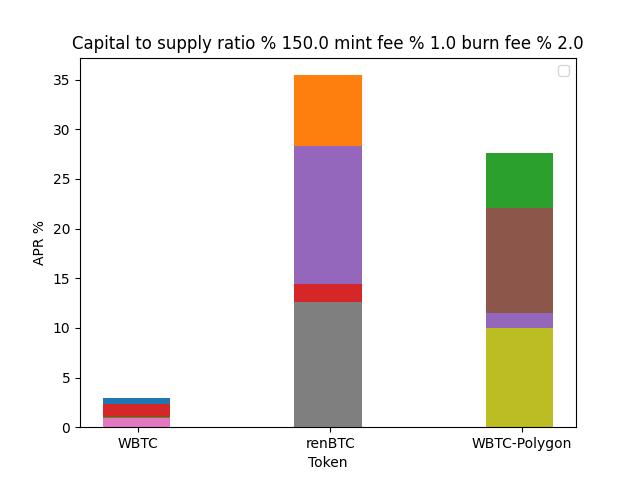 Capital to supply ratio % 150.0 mint fee % 1.0 burn fee % 2.0
APR %
35
30
25
20
15
10
5
0
WBTC renBTC WBTC-Polygon
Token